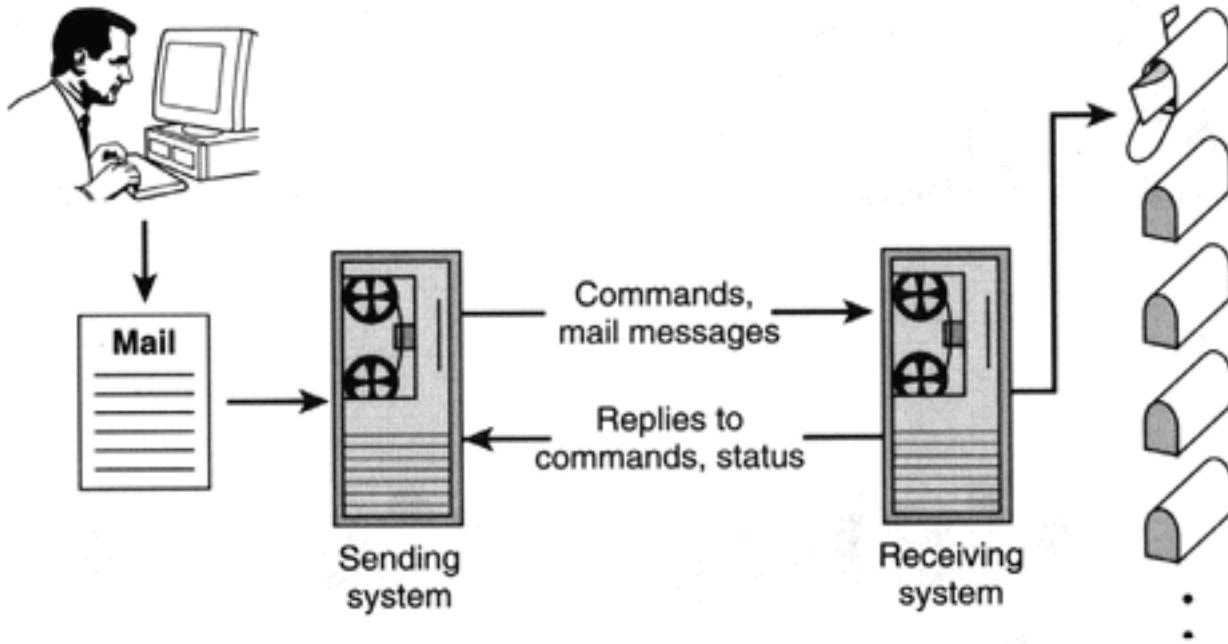 Mail
Commands,
mail messages
Replies to
commands, status
Sending
system
Receiving
system